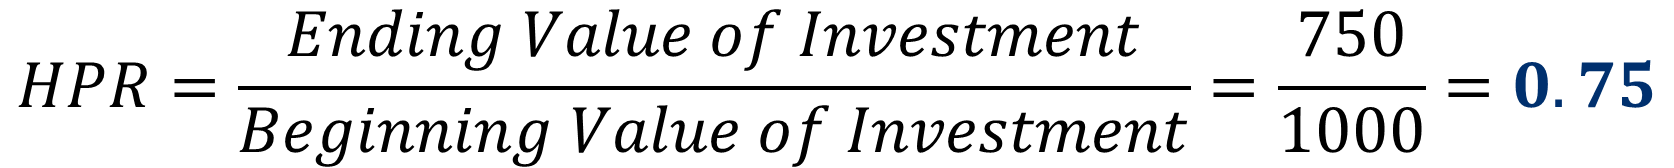 HPR = Ending Value of Investment / Beginning Value of Investment = 750 / 1000 = 0.75